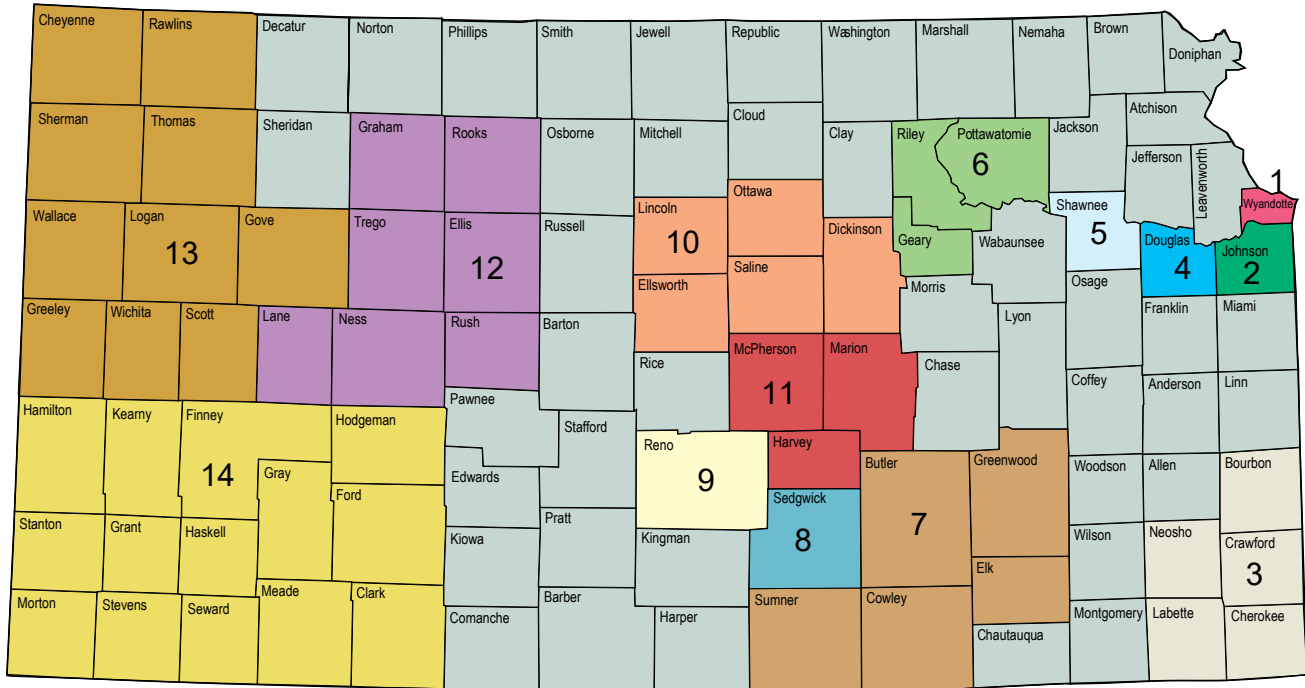 Cheyenne
Rawlins
Decatur
Norton
Phillips
Smith
Jewell
Republic
Washington
Marshall
Nemaha
Brown
Doniphan
Sherman
Thomas
Sheridan
Graham
Rooks
Osborne
Mitchell
Cloud
Clay
Riley
Pottawatomie
6
Jackson
Atchison
Jefferson
Leavenworth
1
Wyandotte
Wallace
Logan
13
Gove
Trego
Ellis
12
Russell
Lincoln
10
Ottawa
Dickinson
Geary
Wabaunsee
Shawnee
5
Douglas
4
Johnson
2
Saline
Ellsworth
Morris
Osage
Greeley
Wichita
Scott
Lane
Ness
Rush
Barton
Rice
McPherson
11
Marion
Chase
Lyon
Franklin
Miami
Coffey
Anderson
Linn
Hamilton
Kearny
Finney
14
Hodgeman
Pawnee
Stafford
Reno
9
Harvey
Butler
7
Greenwood
Woodson
Allen
Bourbon
Gray
Ford
Edwards
Sedgwick
8
Stanton
Grant
Haskell
Kiowa
Pratt
Kingman
Elk
Wilson
Neosho
Crawford
3
Morton
Stevens
Seward
Meade
Clark
Comanche
Barber
Harper
Sumner
Cowley
Chautauqua
Montgomery
Labette
Cherokee